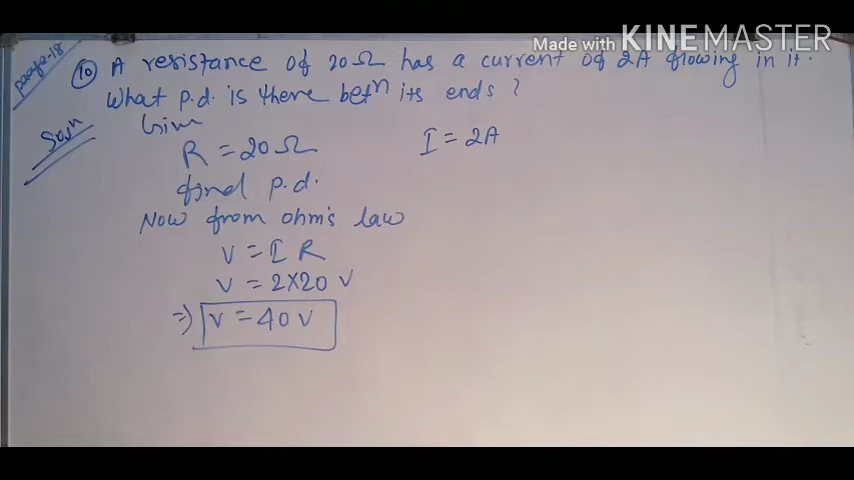 Made with KINEMASTER
page-18
10 A resistance of 20Ω has a current of 2A flowing in it.
What p.d. is there betn its ends?
Soln
Given
R = 20Ω I = 2A
find p.d.
Now from ohm's law
V = I R
V = 2×20 V
⇒ V = 40 V